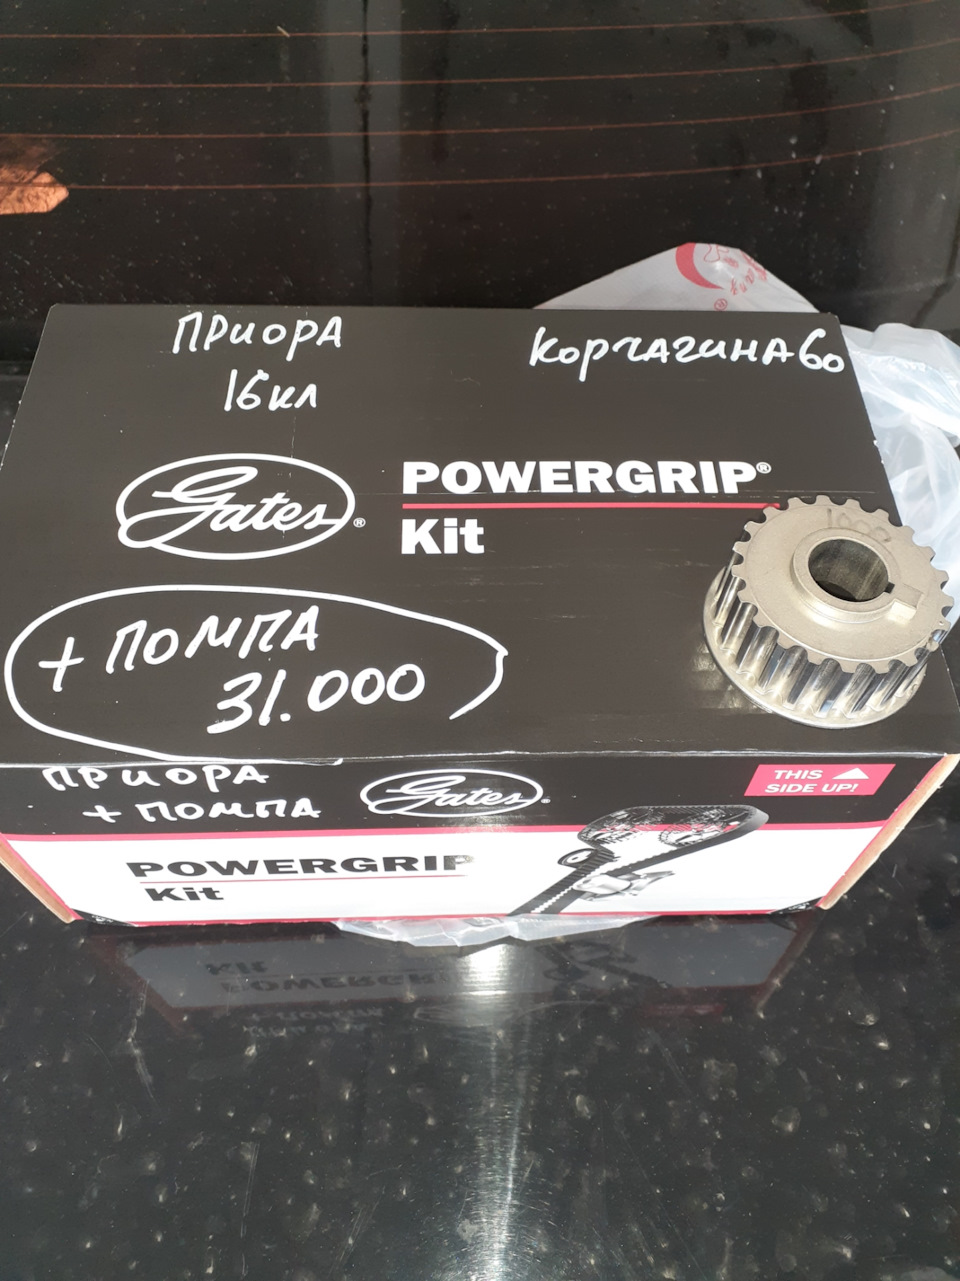 ПРИОРА
16кл
Корчагина 60
Gates®
POWERGRIP®
Kit
+ ПОМПА
31.000
ПРИОРА
+ ПОМПА
Gates®
THIS
SIDE UP!
POWERGRIP
Kit